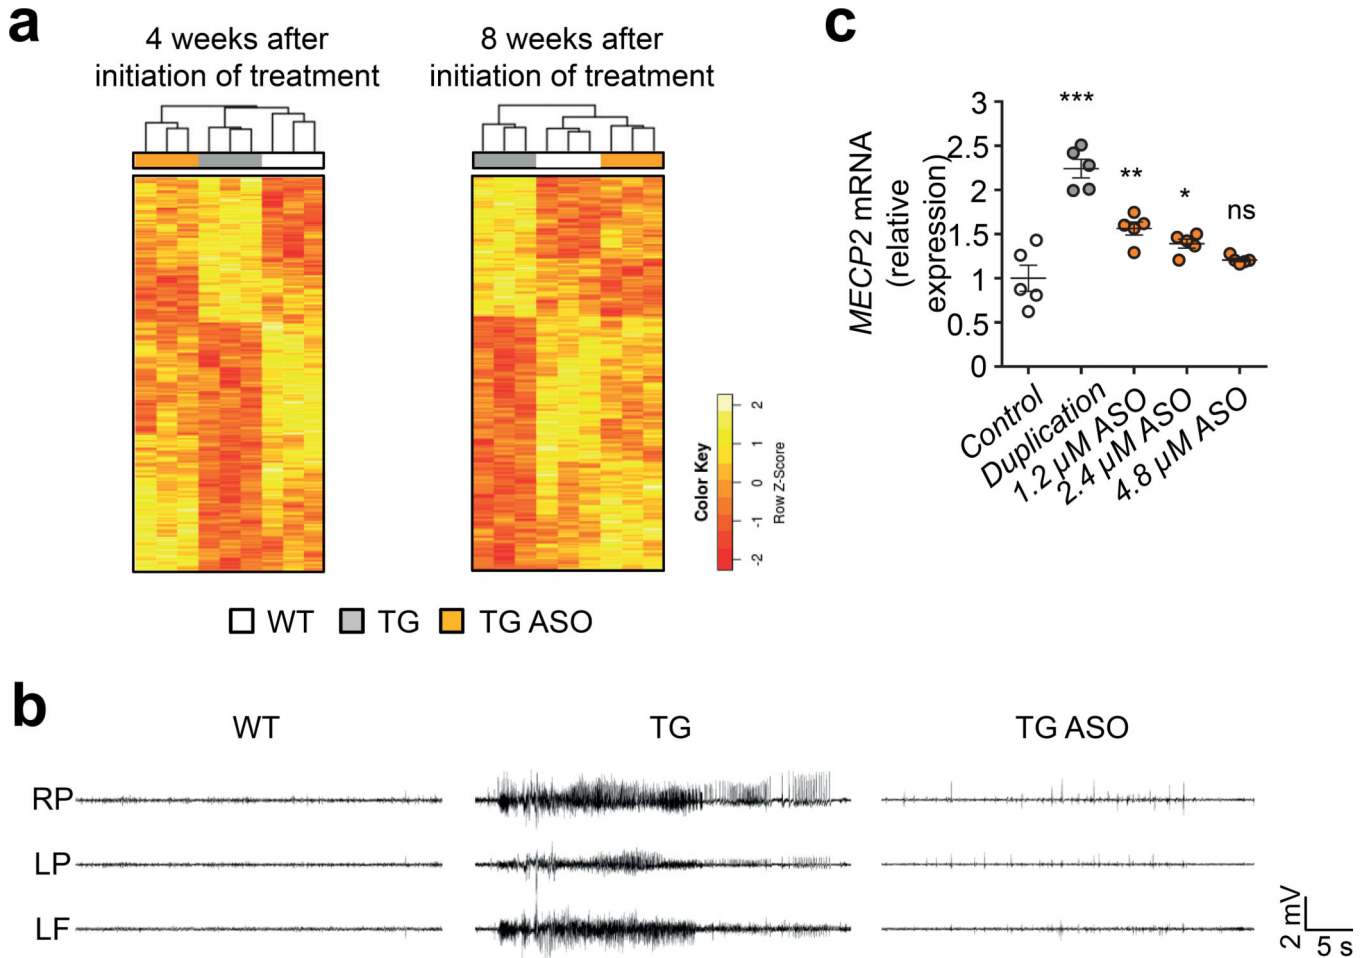 a
4 weeks after
initiation of treatment
8 weeks after
initiation of treatment
Color Key
Row Z-Score
2
1
0
-1
-2
WT
TG
TG ASO
c
MECP2 mRNA
(relative
expression)
3
2.5
2
1.5
1
0.5
0
***
**
*
ns
Control
Duplication
1.2 µM ASO
2.4 µM ASO
4.8 µM ASO
b
WT
TG
TG ASO
RP
LP
LF
2 mV
5 s